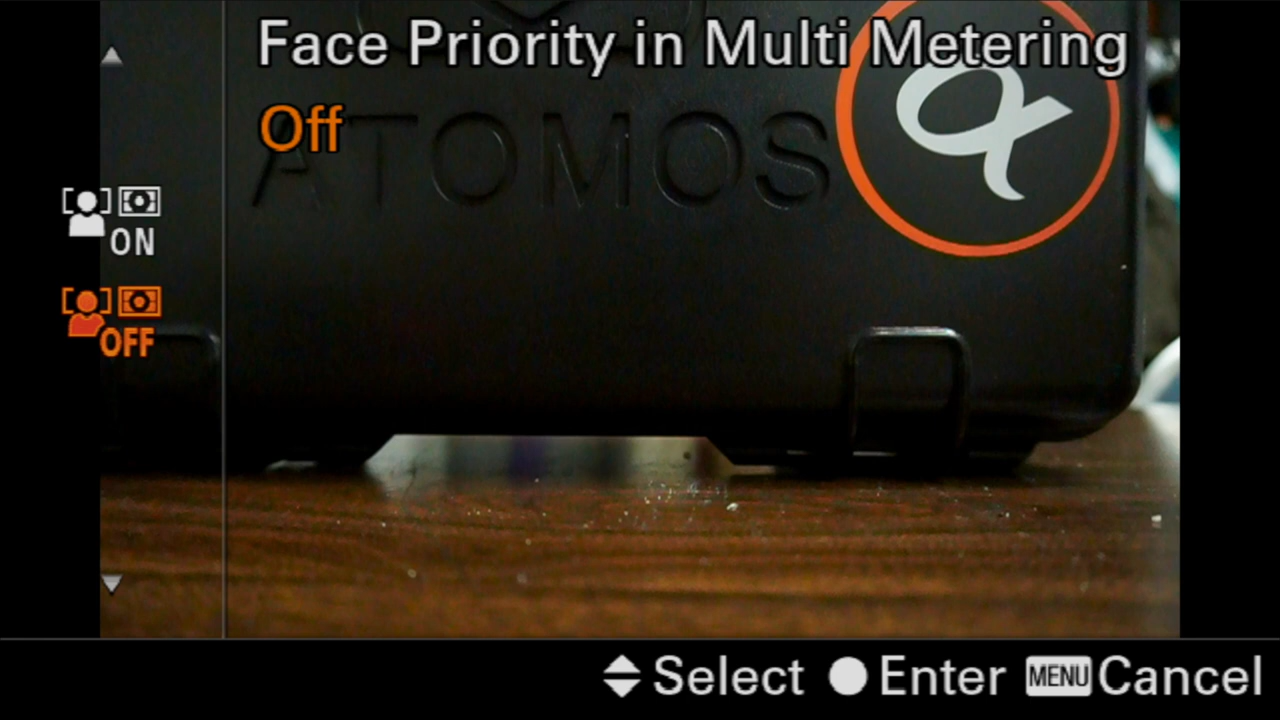 Face Priority in Multi Metering
Off
ATOMOS
α
ON
OFF
Select Enter MENU Cancel